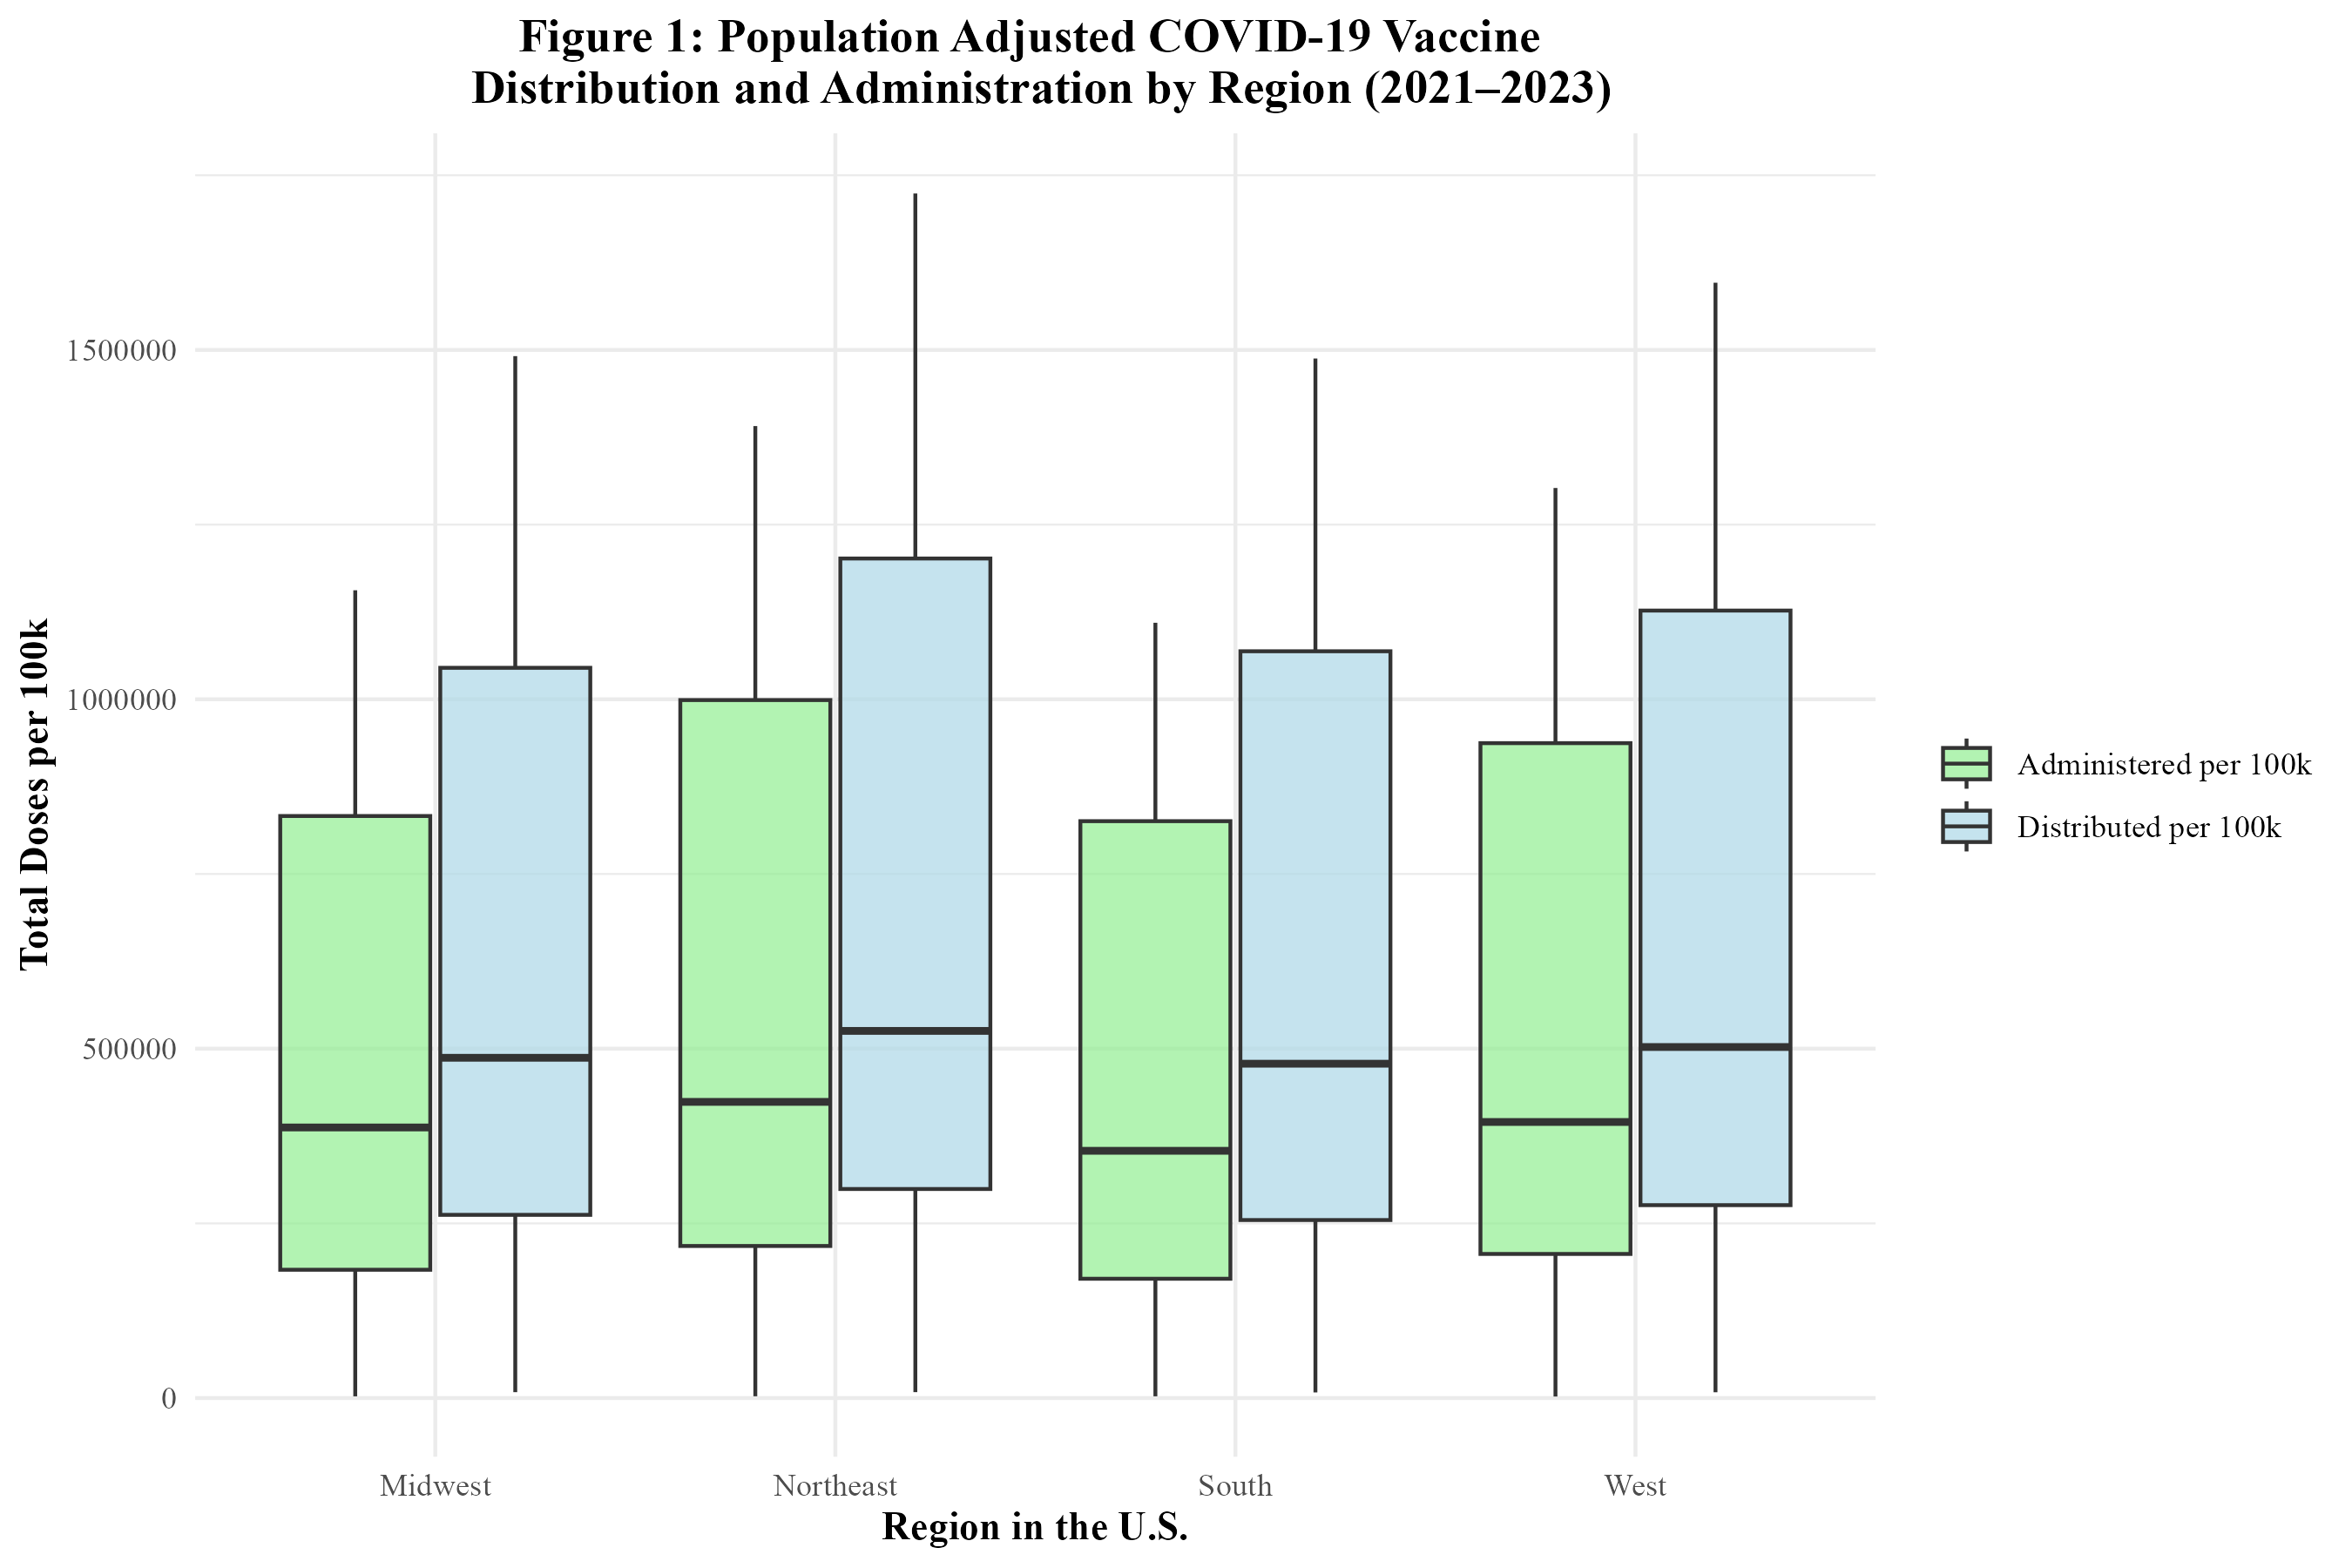 Figure 1: Population Adjusted COVID-19 Vaccine
Distribution and Administration by Region (2021–2023)
Total Doses per 100k
1500000
1000000
500000
0
Midwest
Northeast
South
West
Region in the U.S.
Administered per 100k
Distributed per 100k